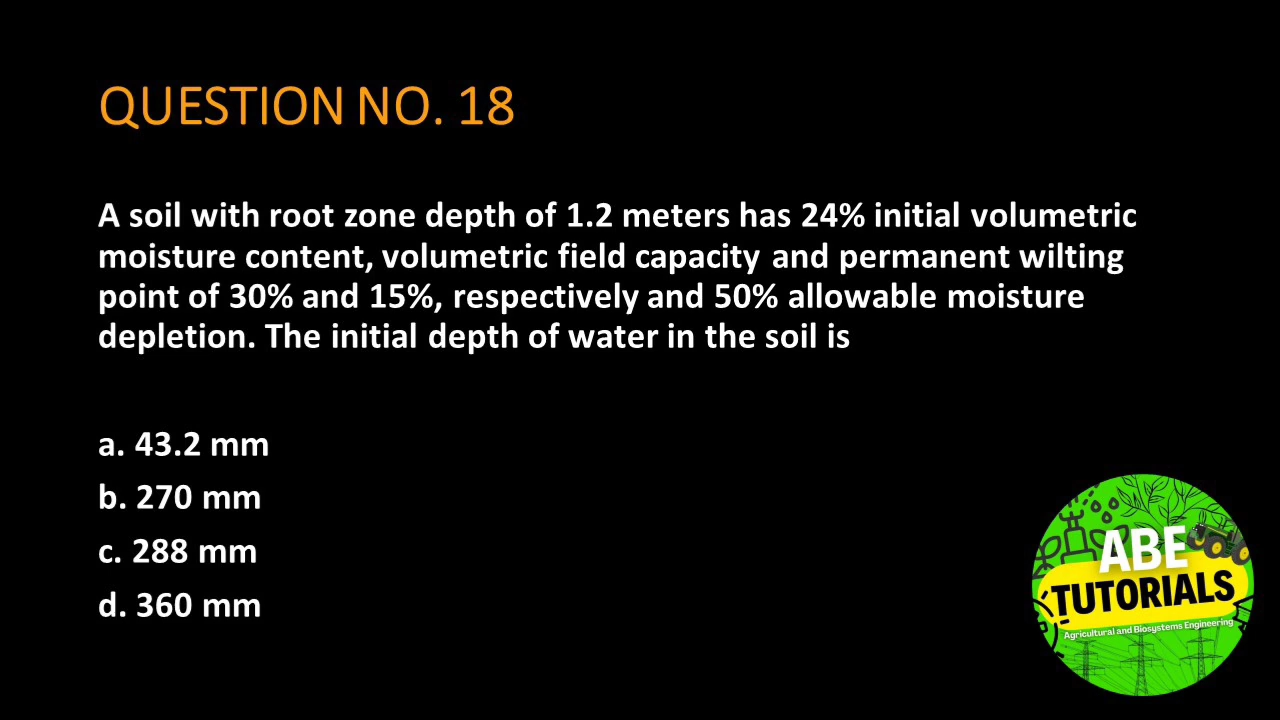 QUESTION NO. 18
A soil with root zone depth of 1.2 meters has 24% initial volumetric
moisture content, volumetric field capacity and permanent wilting
point of 30% and 15%, respectively and 50% allowable moisture
depletion. The initial depth of water in the soil is
a. 43.2 mm
b. 270 mm
c. 288 mm
d. 360 mm
ABE
TUTORIALS
Agricultural and Biosystems Engineering